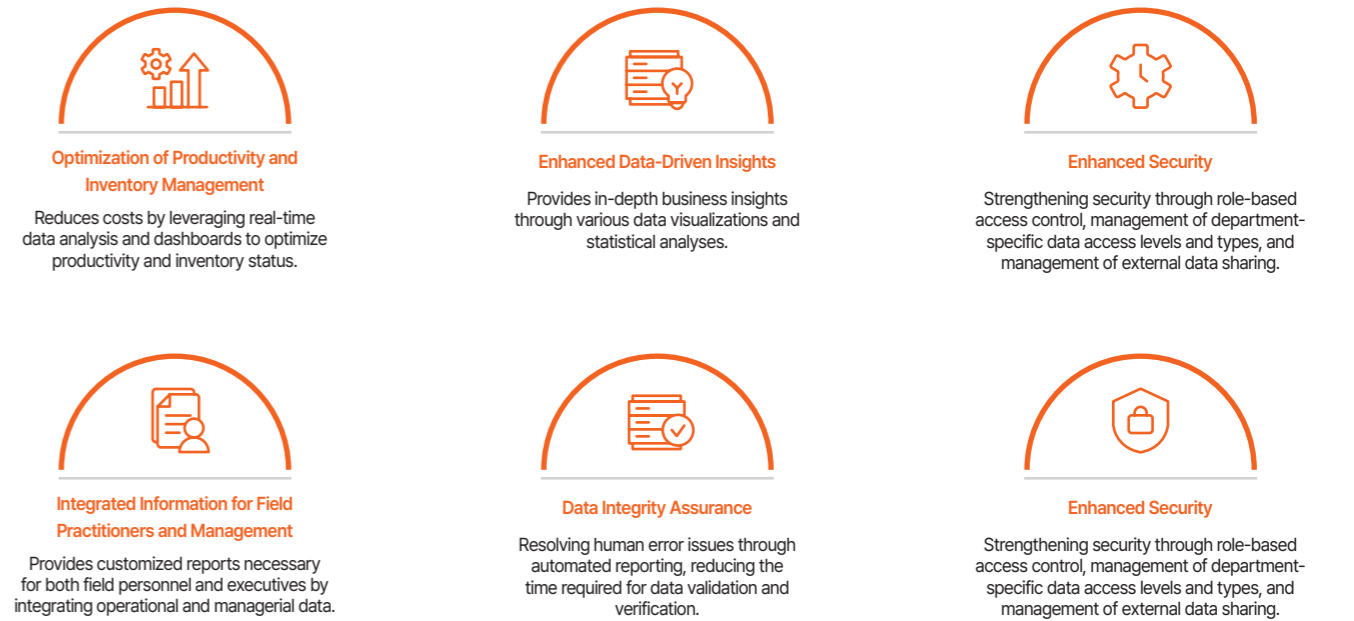 Optimization of Productivity and
Inventory Management
Reduces costs by leveraging real-time
data analysis and dashboards to optimize
productivity and inventory status.
Enhanced Data-Driven Insights
Provides in-depth business insights
through various data visualizations and
statistical analyses.
Enhanced Security
Strengthening security through role-based
access control, management of department-
specific data access levels and types, and
management of external data sharing.
Integrated Information for Field
Practitioners and Management
Provides customized reports necessary
for both field personnel and executives by
integrating operational and managerial data.
Data Integrity Assurance
Resolving human error issues through
automated reporting, reducing the
time required for data validation and
verification.
Enhanced Security
Strengthening security through role-based
access control, management of department-
specific data access levels and types, and
management of external data sharing.